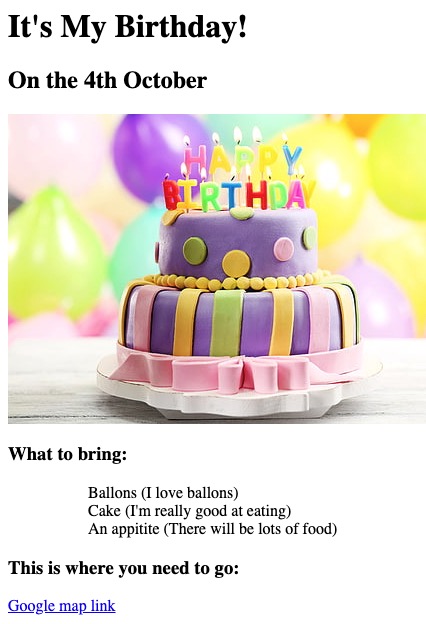 It's My Birthday!
On the 4th October
HAPPY
BIRTHDAY
What to bring:
Ballons (I love ballons)
Cake (I'm really good at eating)
An appitite (There will be lots of food)
This is where you need to go:
Google map link